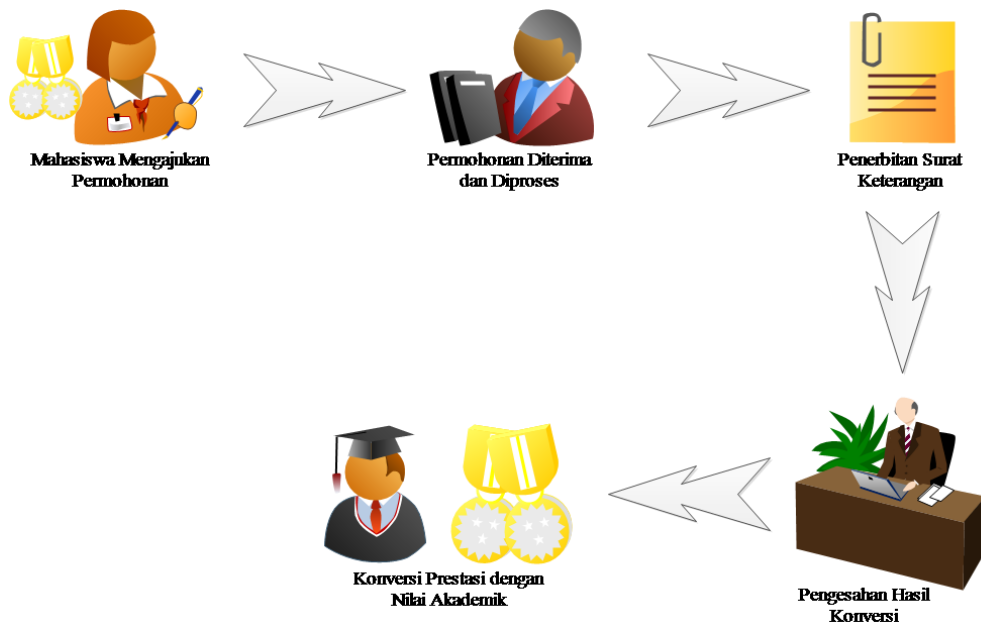 Mahasiswa Mengajukan
Permohonan
Permohonan Diterima
dan Diproses
Penerbitan Surat
Keterangan
Pengesahan Hasil
Konversi
Konversi Prestasi dengan
Nilai Akademik